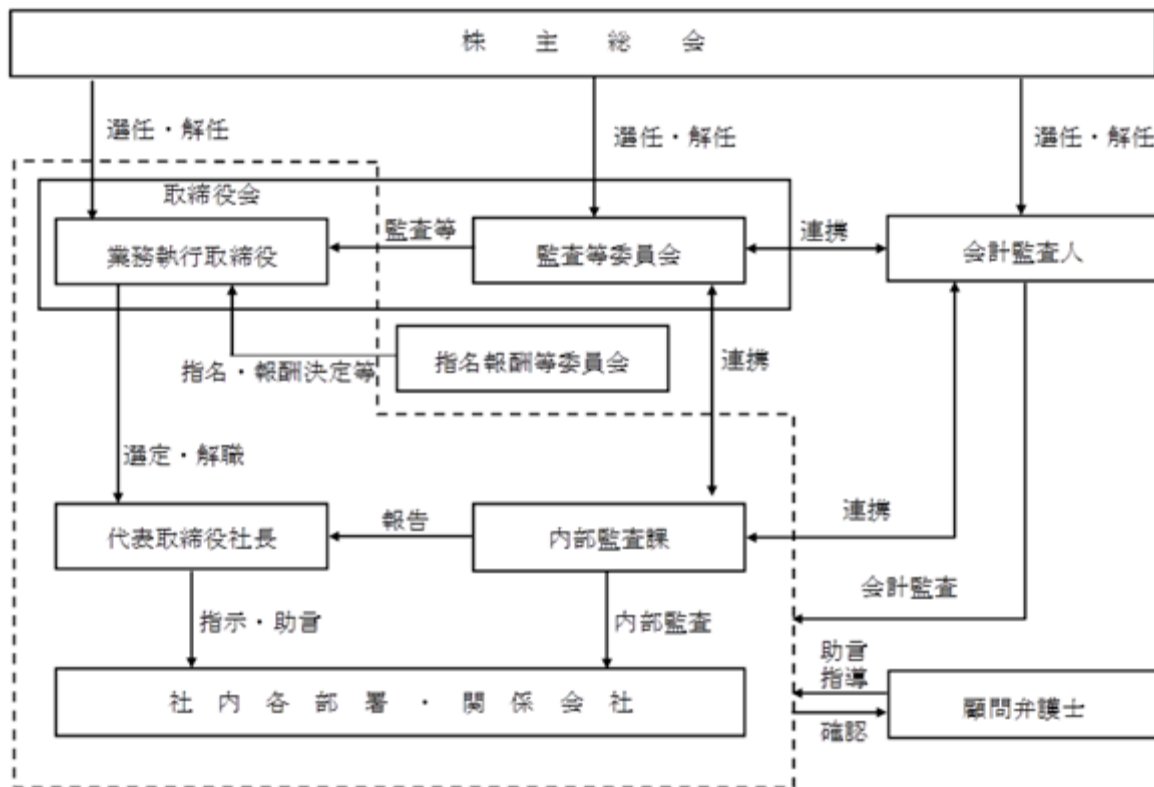 株主総会
選任・解任
選任・解任
選任・解任
取締役会
業務執行取締役
監査等
監査等委員会
連携
会計監査人
指名報酬等委員会
指名・報酬決定等
連携
選定・解職
代表取締役社長
報告
内部監査課
連携
会計監査
指示・助言
内部監査
助言
指導
社内各部署・関係会社
顧問弁護士
確認